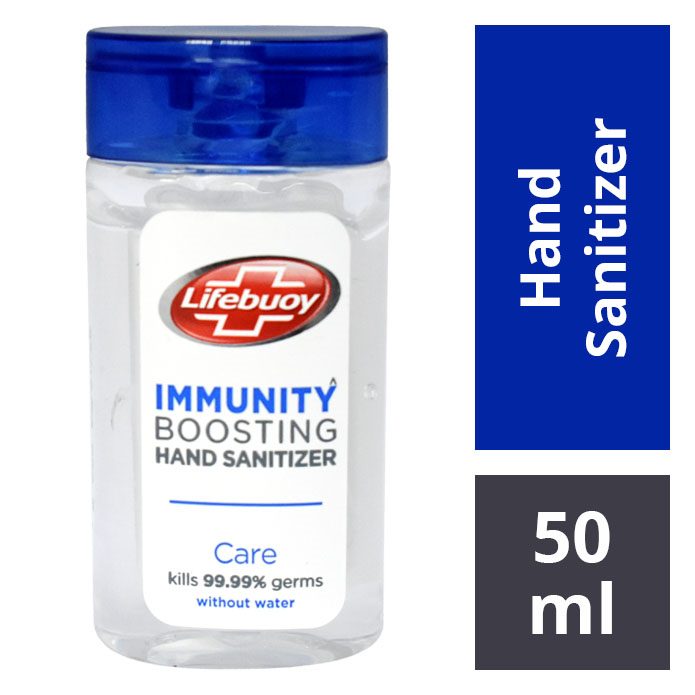 Lifebuoy
IMMUNITY^
BOOSTING
HAND SANITIZER
Care
kills 99.99% germs
without water
Hand
Sanitizer
50
ml